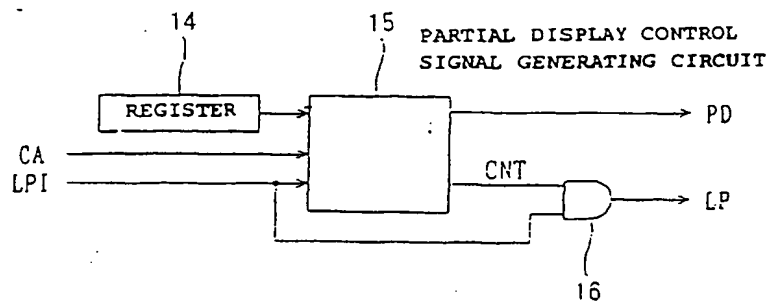 14
15
PARTIAL DISPLAY CONTROL
SIGNAL GENERATING CIRCUIT
REGISTER
PD
CA
LPI
CNT
LP
16